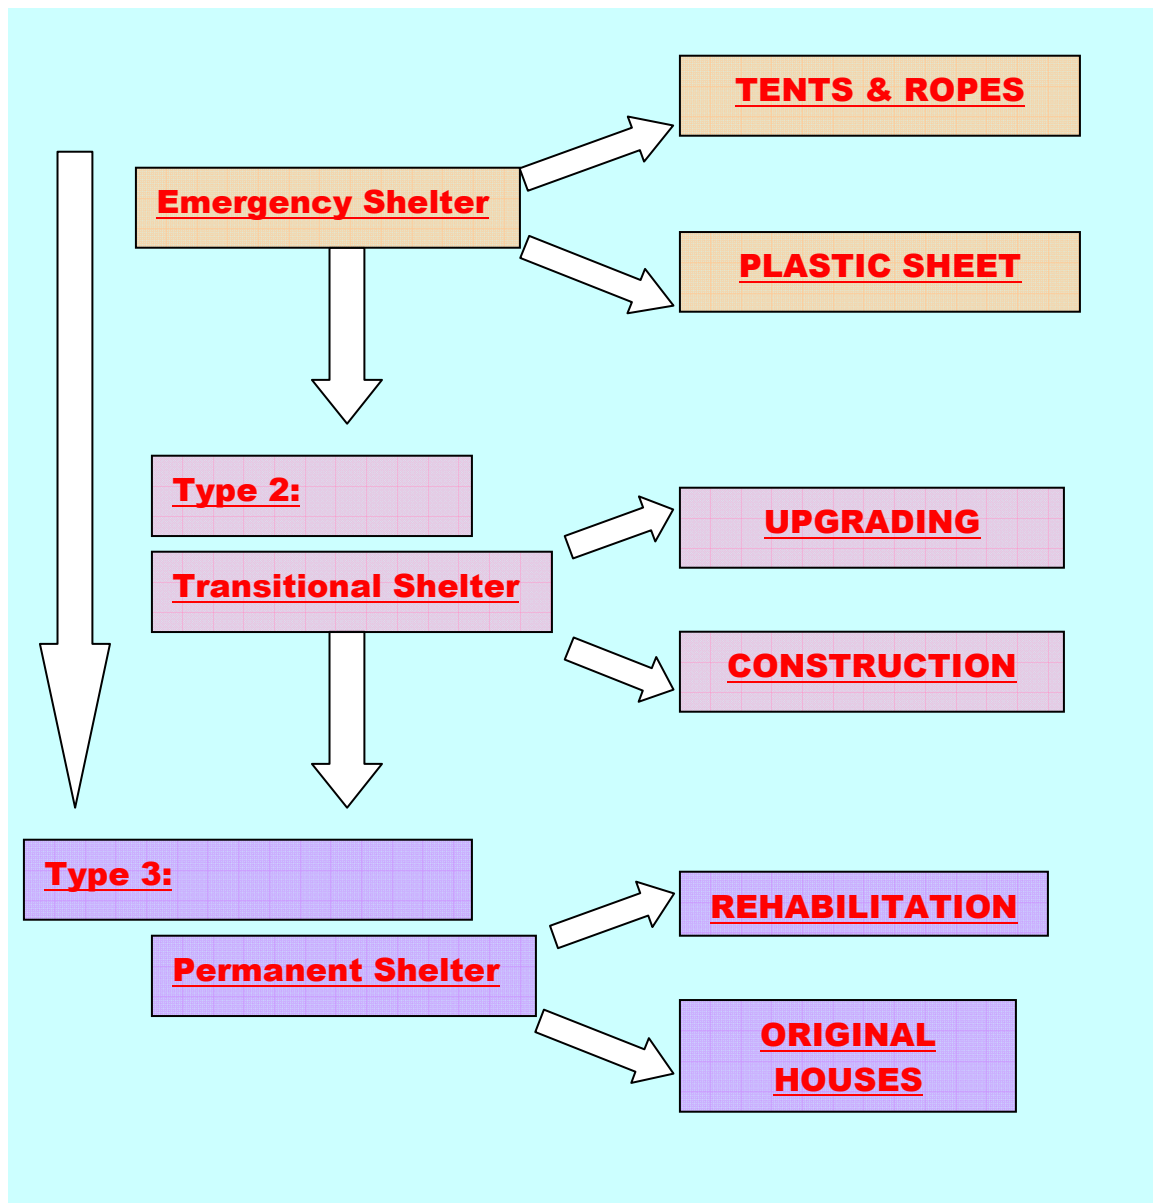 TENTS & ROPES
Emergency Shelter
PLASTIC SHEET
Type 2:
UPGRADING
Transitional Shelter
CONSTRUCTION
Type 3:
REHABILITATION
Permanent Shelter
ORIGINAL
HOUSES